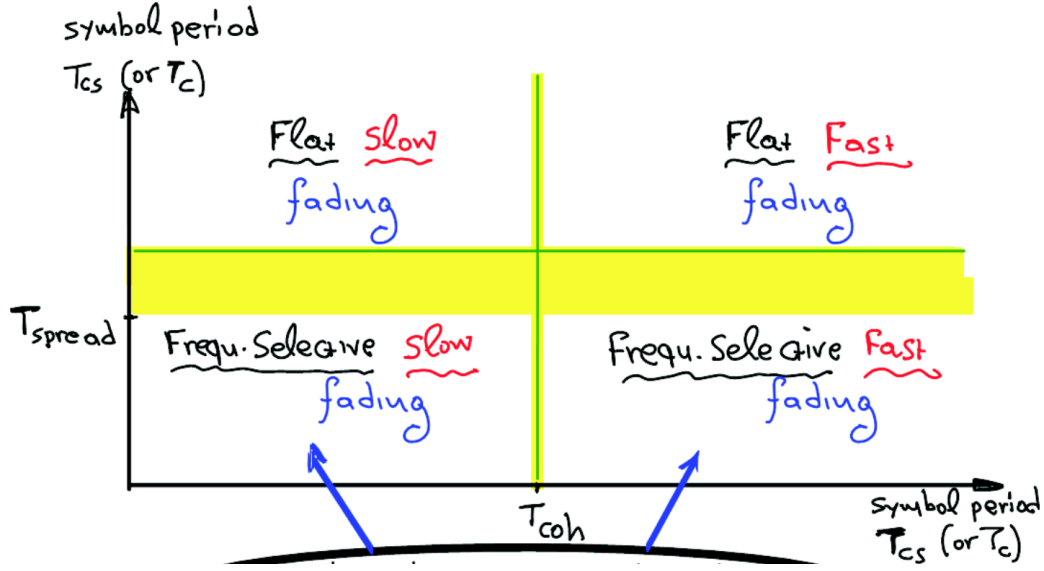 symbol period
Tcs (or Tc)
Flat slow
fading
Flat Fast
fading
Tspread
Frequ. Selective slow
fading
Frequ. Selective Fast
fading
Tcoh
symbol period
Tcs (or Tc)